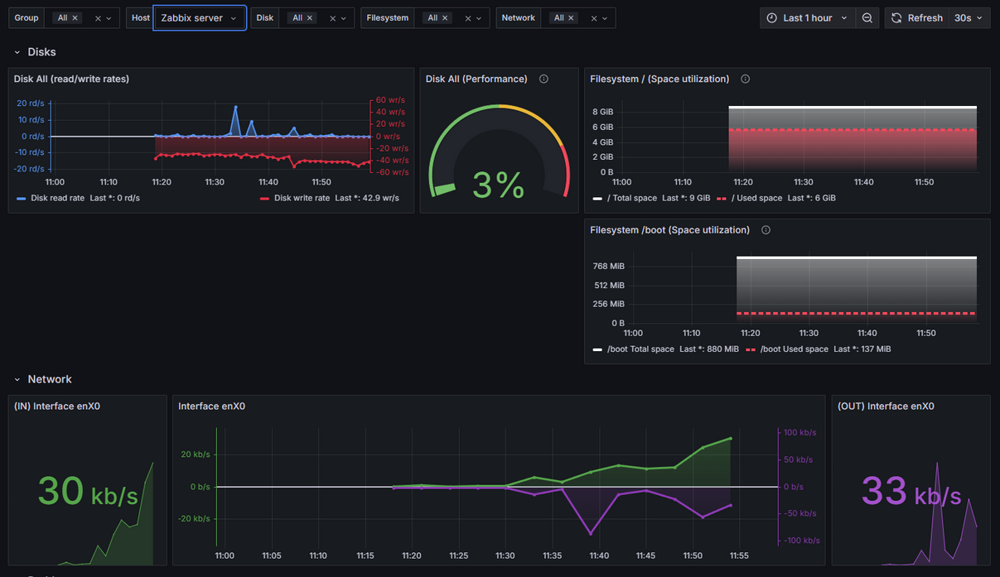 Group All × × Host Zabbix server Disk All × × Filesystem All × × Network All × × Last 1 hour Refresh 30s
Disks
Disk All (read/write rates)
20 rd/s
10 rd/s
0 rd/s
-10 rd/s
-20 rd/s
60 wr/s
40 wr/s
20 wr/s
0 wr/s
-20 wr/s
-40 wr/s
-60 wr/s
11:00 11:10 11:20 11:30 11:40 11:50
Disk read rate Last *: 0 rd/s Disk write rate Last *: 42.9 wr/s
Disk All (Performance)
3%
Filesystem / (Space utilization)
8 GiB
6 GiB
4 GiB
2 GiB
0 B
11:00 11:10 11:20 11:30 11:40 11:50
/ Total space Last *: 9 GiB / Used space Last *: 6 GiB
Filesystem /boot (Space utilization)
768 MiB
512 MiB
256 MiB
0 B
11:00 11:10 11:20 11:30 11:40 11:50
/boot Total space Last *: 880 MiB /boot Used space Last *: 137 MiB
Network
(IN) Interface enX0
30 kb/s
Interface enX0
20 kb/s
0 b/s
-20 kb/s
100 kb/s
50 kb/s
0 b/s
-50 kb/s
-100 kb/s
11:00 11:05 11:10 11:15 11:20 11:25 11:30 11:35 11:40 11:45 11:50 11:55
(OUT) Interface enX0
33 kb/s